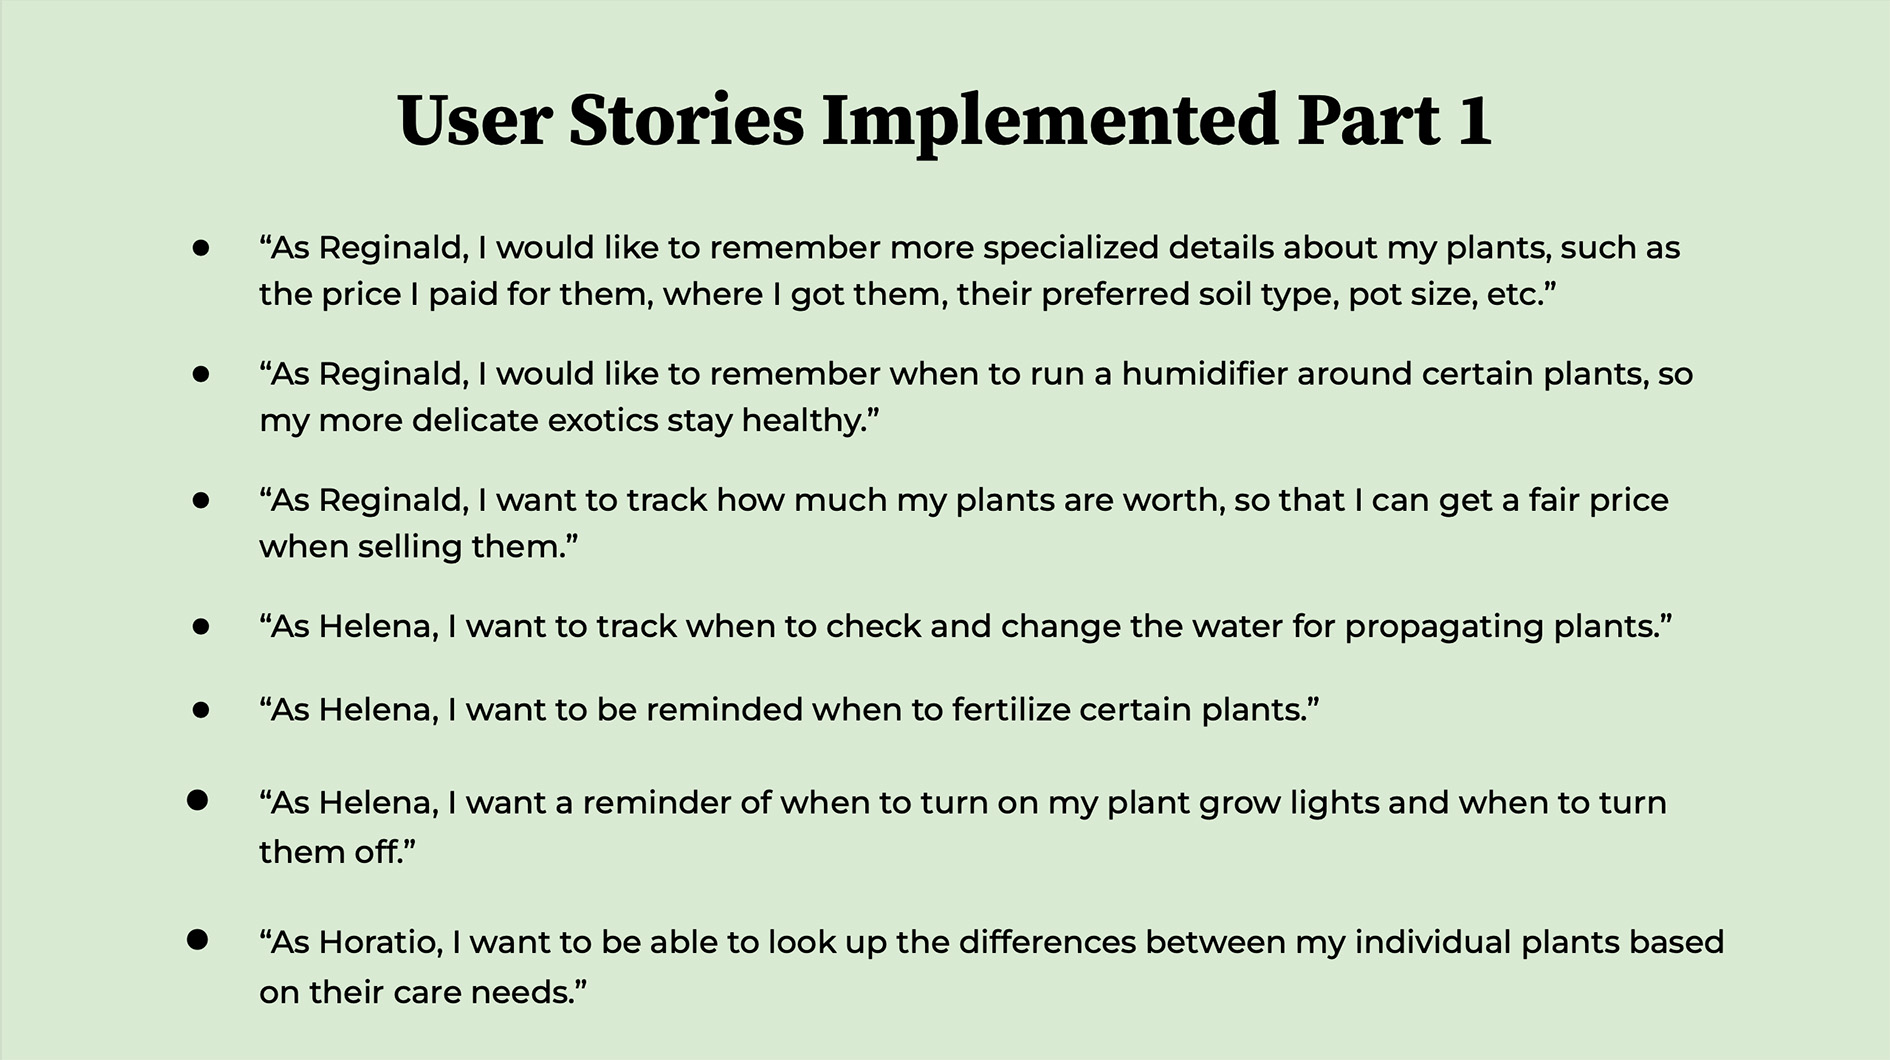 User Stories Implemented Part 1
● “As Reginald, I would like to remember more specialized details about my plants, such as
the price I paid for them, where I got them, their preferred soil type, pot size, etc.”
● “As Reginald, I would like to remember when to run a humidifier around certain plants, so
my more delicate exotics stay healthy.”
● “As Reginald, I want to track how much my plants are worth, so that I can get a fair price
when selling them.”
● “As Helena, I want to track when to check and change the water for propagating plants.”
● “As Helena, I want to be reminded when to fertilize certain plants.”
● “As Helena, I want a reminder of when to turn on my plant grow lights and when to turn
them off.”
● “As Horatio, I want to be able to look up the differences between my individual plants based
on their care needs.”